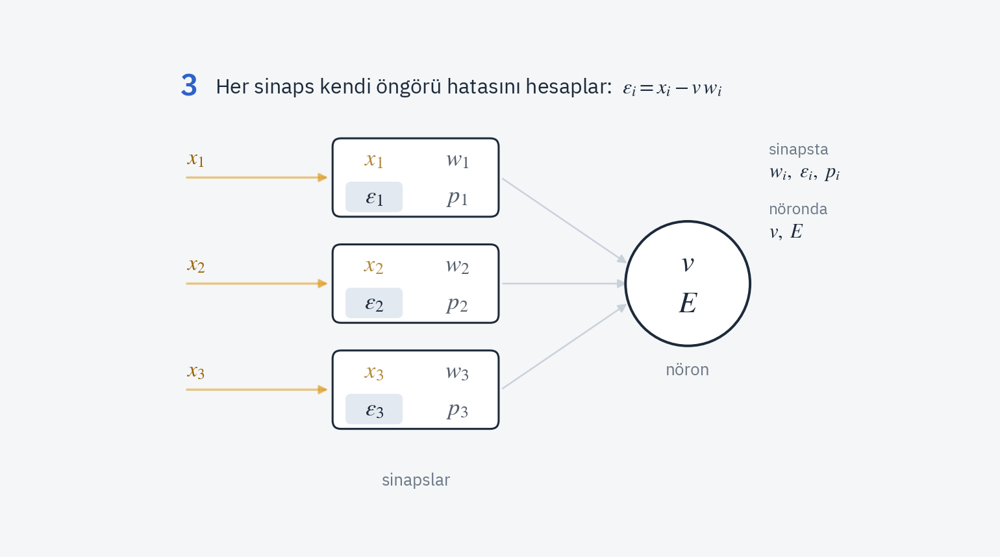 3 Her sinaps kendi öngörü hatasını hesaplar: εᵢ = xᵢ − v wᵢ
x₁
x₁ w₁
ε₁ p₁
x₂
x₂ w₂
ε₂ p₂
x₃
x₃ w₃
ε₃ p₃
sinapslar
v
E
nöron
sinapsta
wᵢ, εᵢ, pᵢ
nöronda
v, E